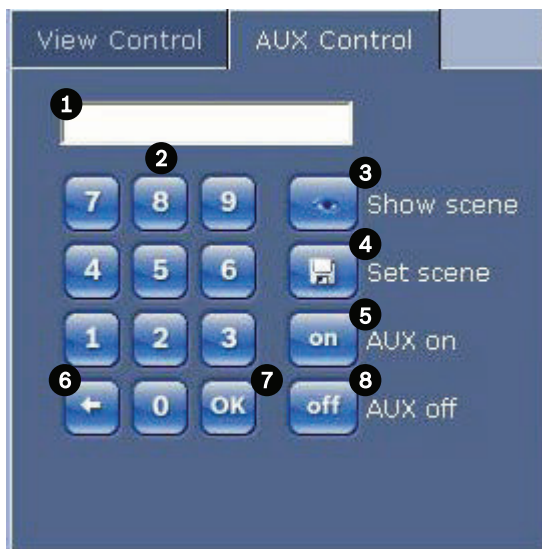 View Control AUX Control
1
2
3
7 8 9 Show scene
4
4 5 6 Set scene
5
1 2 3 on AUX on
6 7 8
0 OK off AUX off